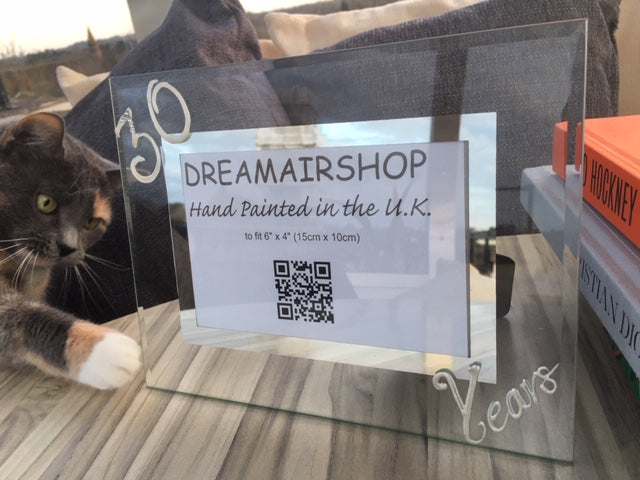 30
DREAMAIRSHOP
Hand Painted in the U.K.
to fit 6" x 4" (15cm x 10cm)
Years
HOCKNEY